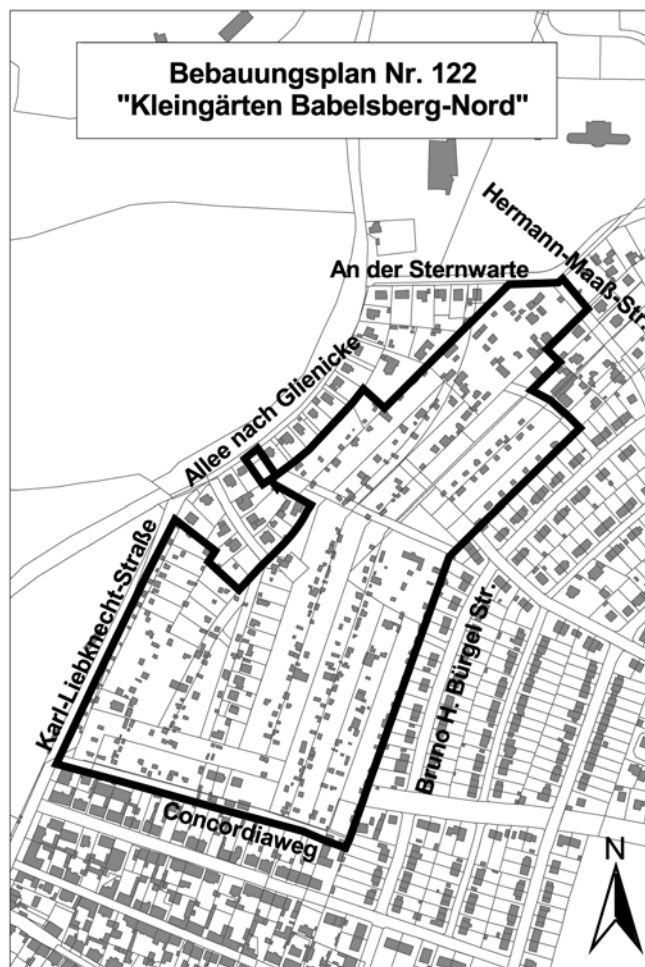 Bebauungsplan Nr. 122
"Kleingärten Babelsberg-Nord"
Hermann-Maaß-Str.
An der Sternwarte
Allee nach Glienicke
Karl-Liebknecht-Straße
Bruno H. Bürgel Str.
Concordiaweg
N